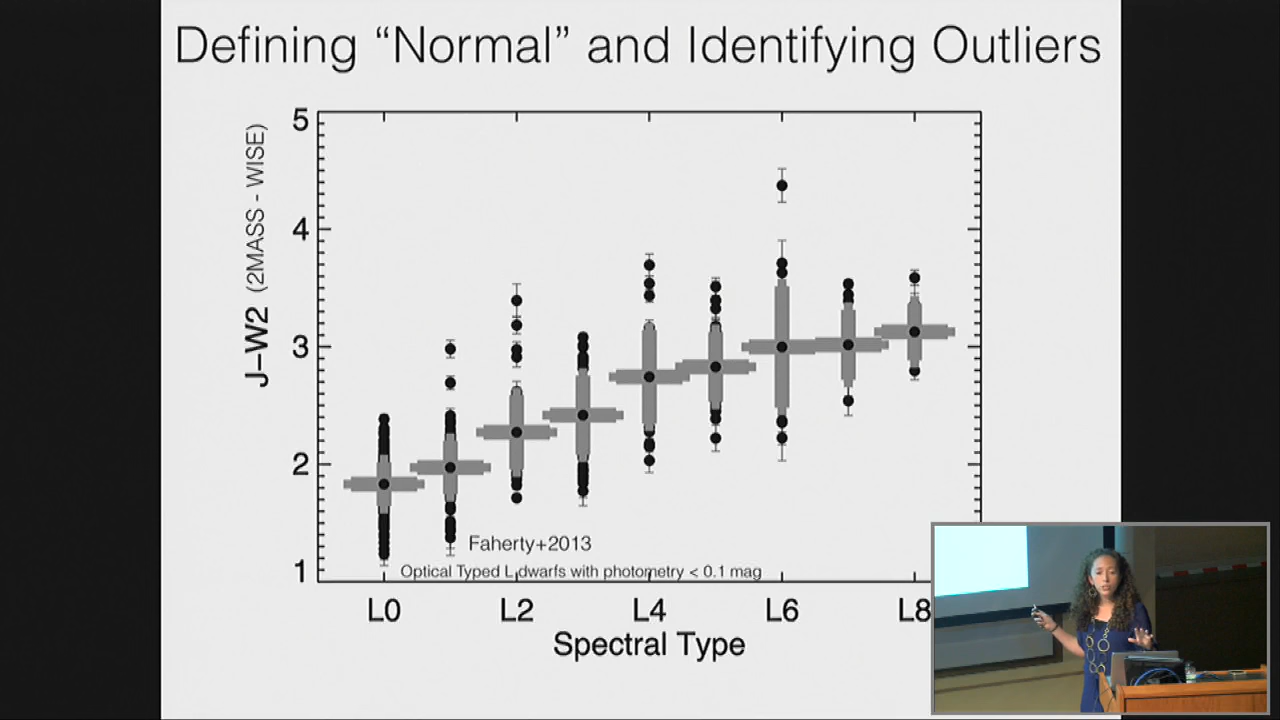 Defining “Normal” and Identifying Outliers
5
4
3
2
1
J–W2 (2MASS - WISE)
Faherty+2013
Optical Typed L dwarfs with photometry < 0.1 mag
L0 L2 L4 L6 L8
Spectral Type